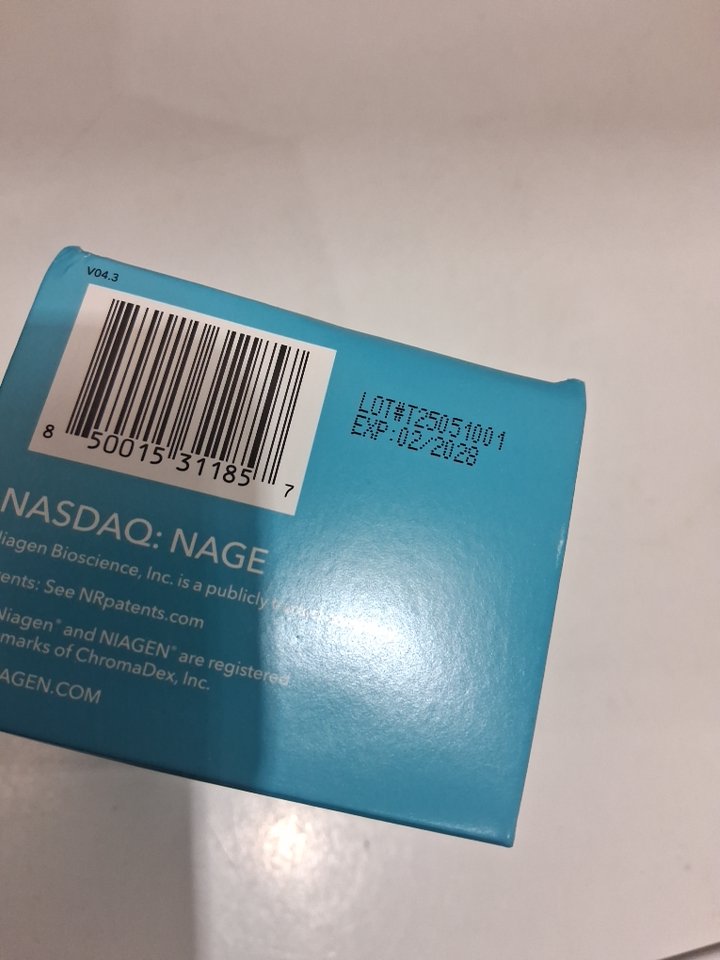 V04.3
8 50015 31185 7
LOT#T25051001
EXP:02/2028
NASDAQ: NAGE
iagen Bioscience, Inc. is a publicly
ents: See NRpatents.com
Niagen® and NIAGEN® are registered
marks of ChromaDex, Inc.
AGEN.COM